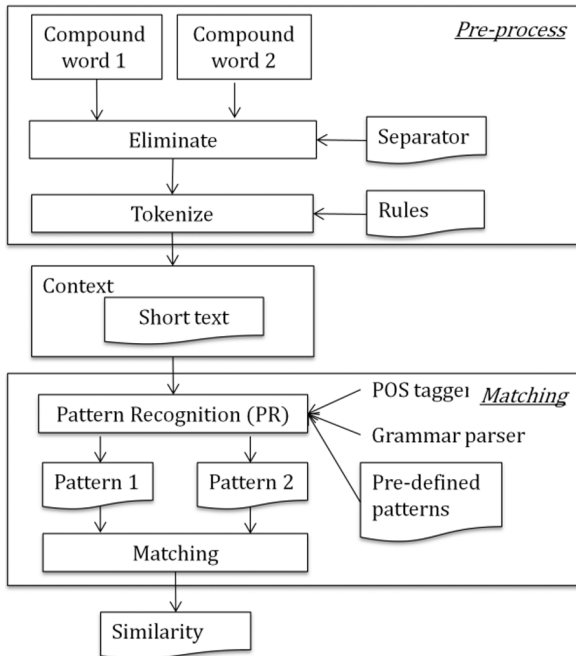 Pre-process
Compound
word 1
Compound
word 2
Eliminate
Separator
Tokenize
Rules
Context
Short text
Matching
POS tagger
Pattern Recognition (PR)
Grammar parser
Pattern 1
Pattern 2
Pre-defined
patterns
Matching
Similarity